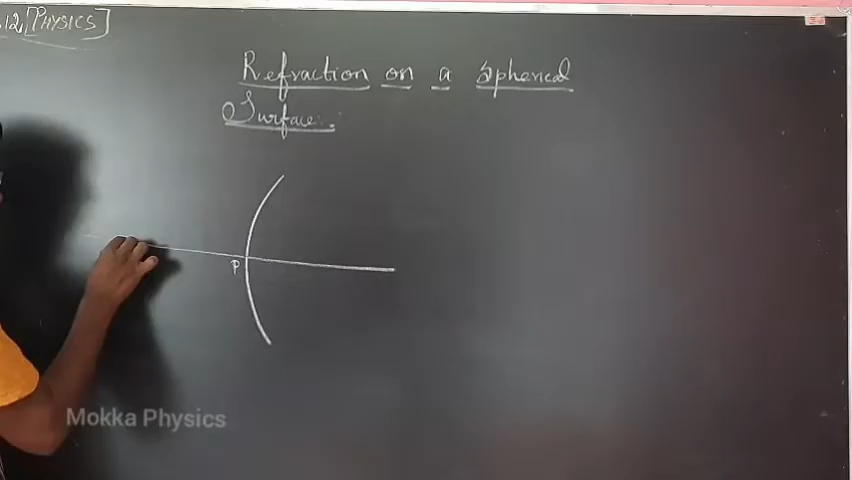 12, [PHYSICS]
Refraction on a Spherical
Surface:
P
Mokka Physics